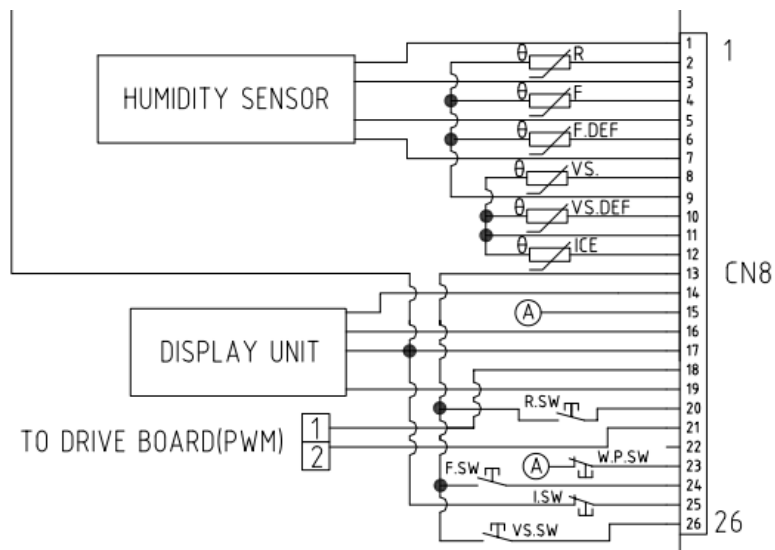 1 1
θ R 2
3
HUMIDITY SENSOR
θ F 4
5
θ F.DEF 6
7
θ VS. 8
9
θ VS.DEF 10
11
θ ICE 12
13 CN8
14
A 15
16
DISPLAY UNIT 17
18
19
R.SW 20
1 21
TO DRIVE BOARD(PWM)
2 22
A W.P.SW 23
F.SW 24
I.SW 25
VS.SW 26 26